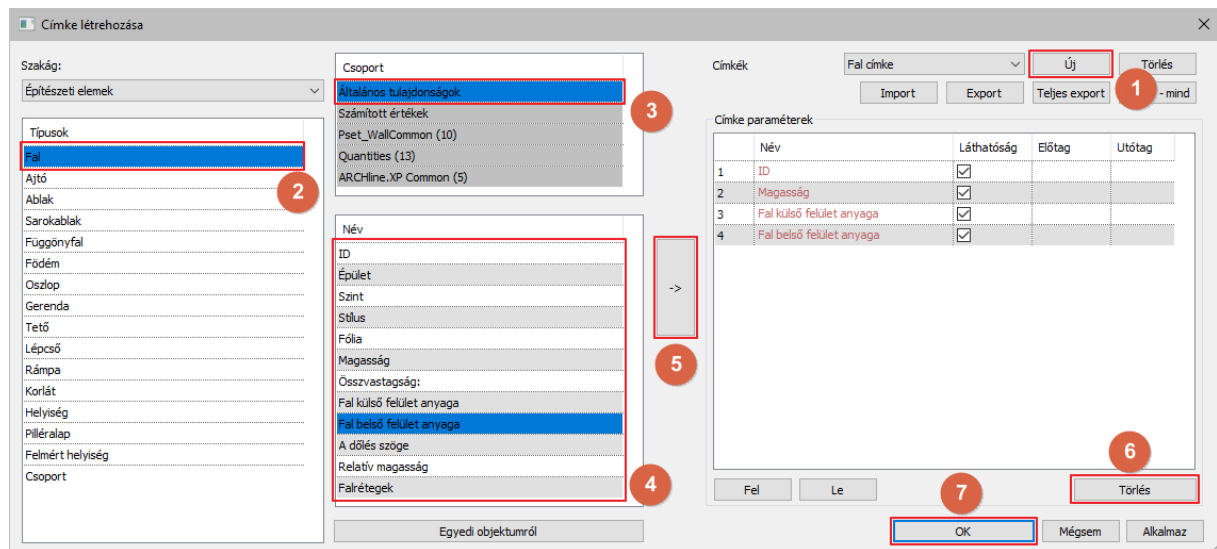 Címke létrehozása
Szakág:
Építészeti elemek
Típusok
Fal
Ajtó
Ablak
Sarokablak
Függönyfal
Födém
Oszlop
Gerenda
Tető
Lépcső
Rámpa
Korlát
Helyiség
Pilléralap
Felmért helyiség
Csoport
2
Csoport
Általános tulajdonságok
Számított értékek
Pset_WallCommon (10)
Quantities (13)
ARCHline.XP Common (5)
3
Név
ID
Épület
Szint
Stílus
Fólia
Magasság
Összvastagság:
Fal külső felület anyaga
Fal belső felület anyaga
A dőlés szöge
Relatív magasság
Falrétegek
4
Egyedi objektumról
->
5
Címkék
Fal címke
Új
Törlés
Import
Export
Teljes export
1
- mind
Címke paraméterek
Név Láthatóság Előtag Utótag
1 ID
2 Magasság
3 Fal külső felület anyaga
4 Fal belső felület anyaga
Fel
Le
6
Törlés
7
OK
Mégsem
Alkalmaz